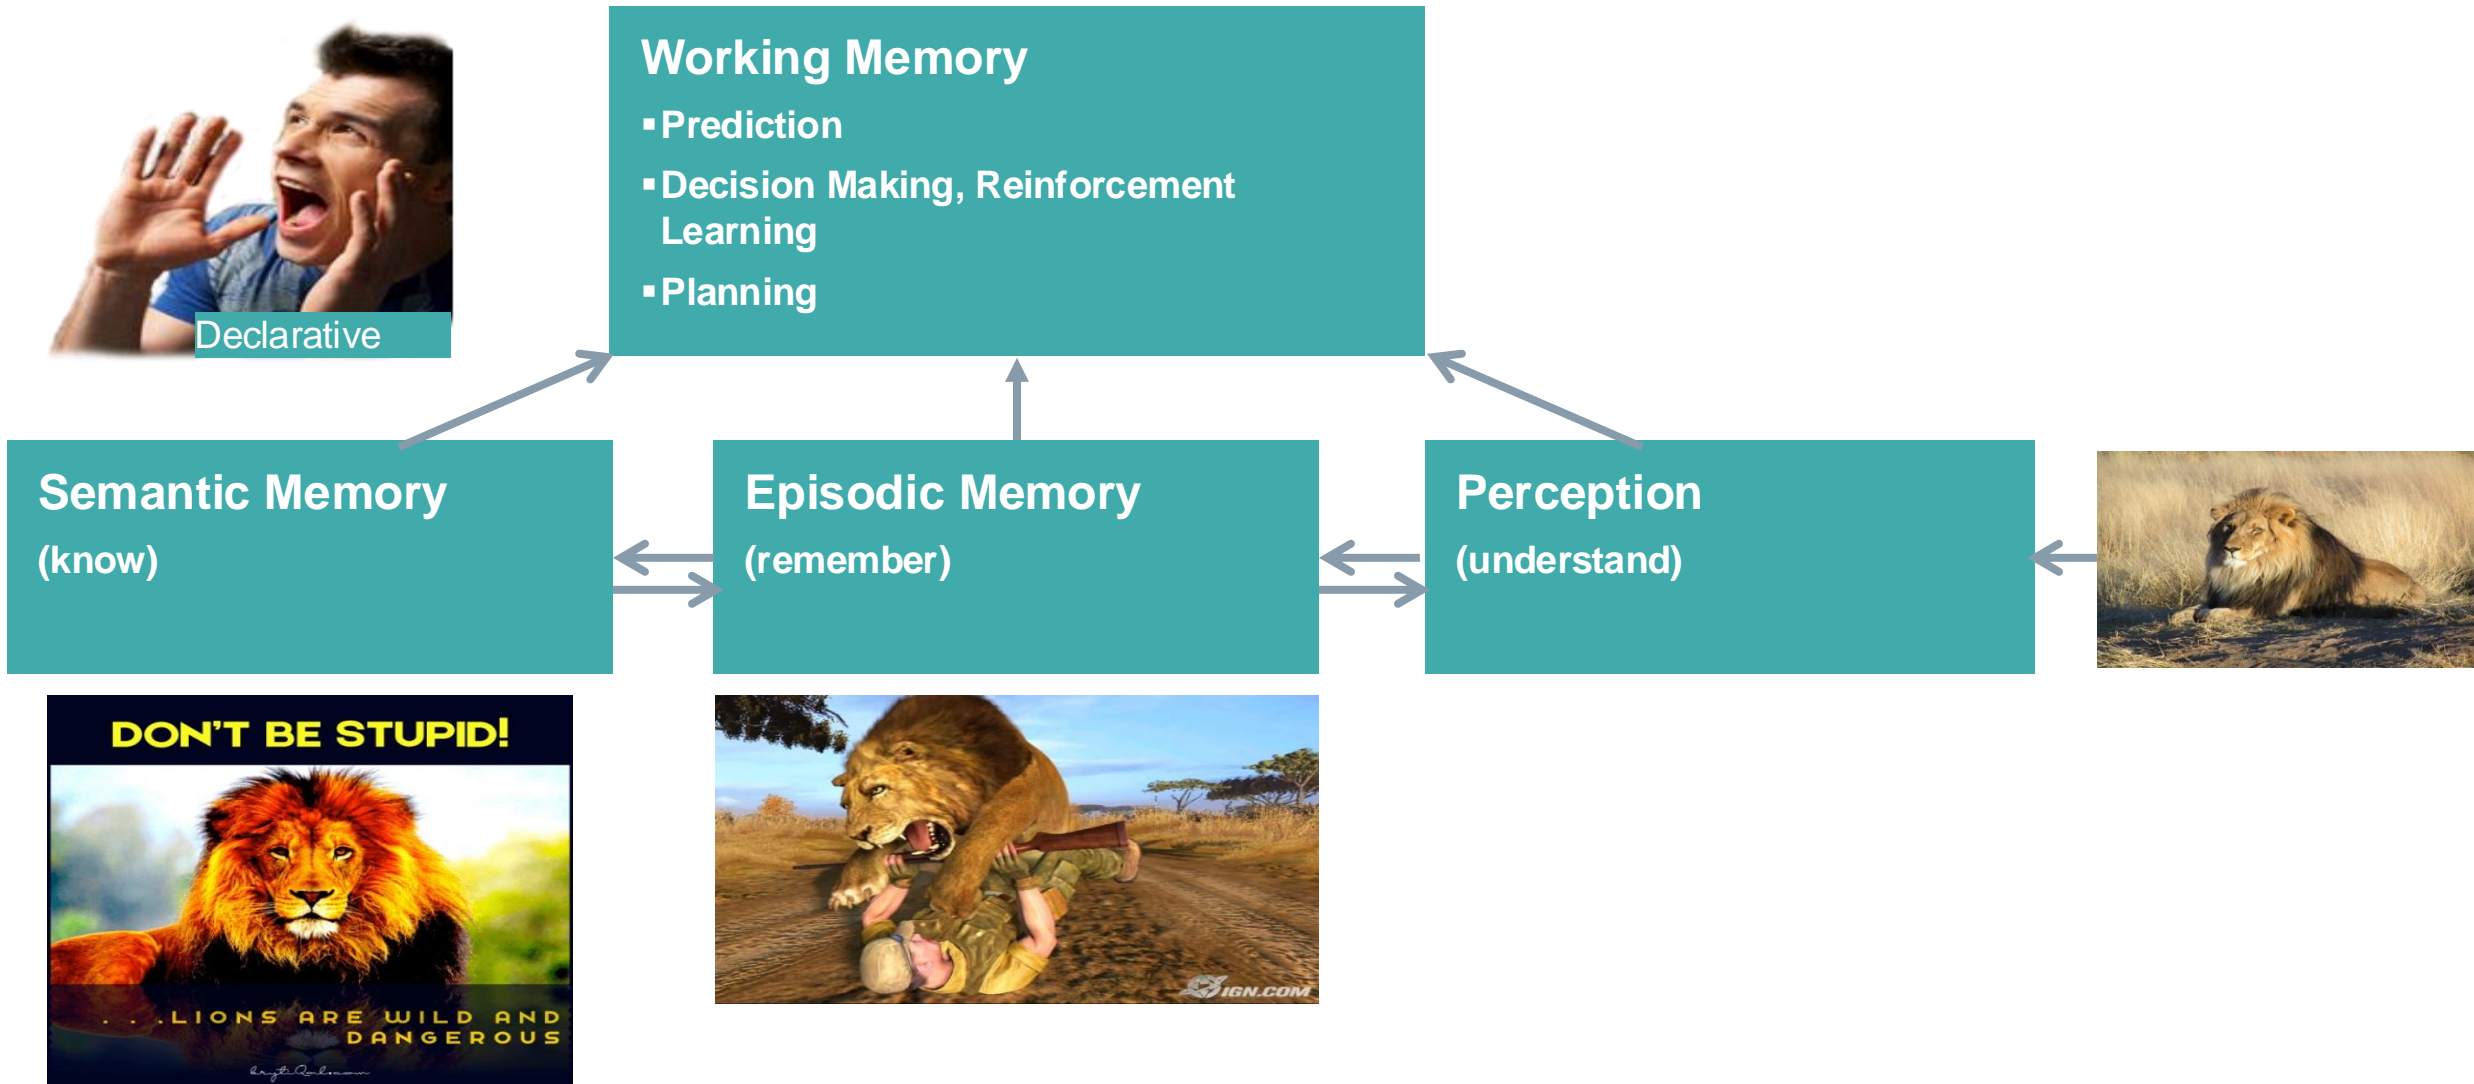 Working Memory
▪Prediction
▪Decision Making, Reinforcement
Learning
▪Planning
Declarative
Semantic Memory
(know)
Episodic Memory
(remember)
Perception
(understand)
DON'T BE STUPID!
. . .LIONS ARE WILD AND
DANGEROUS
IGN.COM